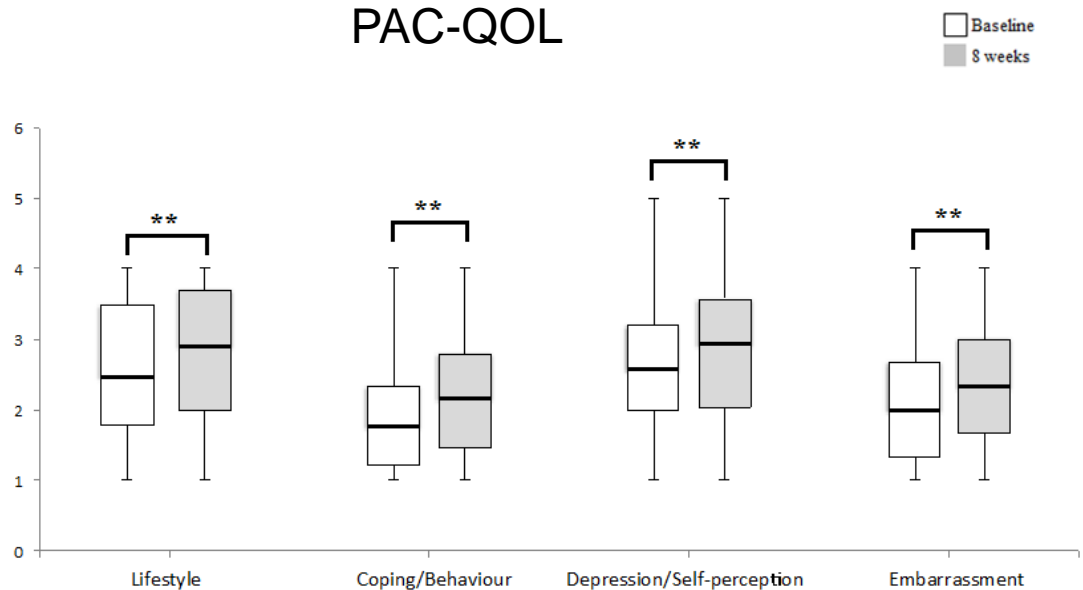 PAC-QOL
Baseline
8 weeks
6
5
4
3
2
1
0
**
**
**
**
Lifestyle
Coping/Behaviour
Depression/Self-perception
Embarrassment